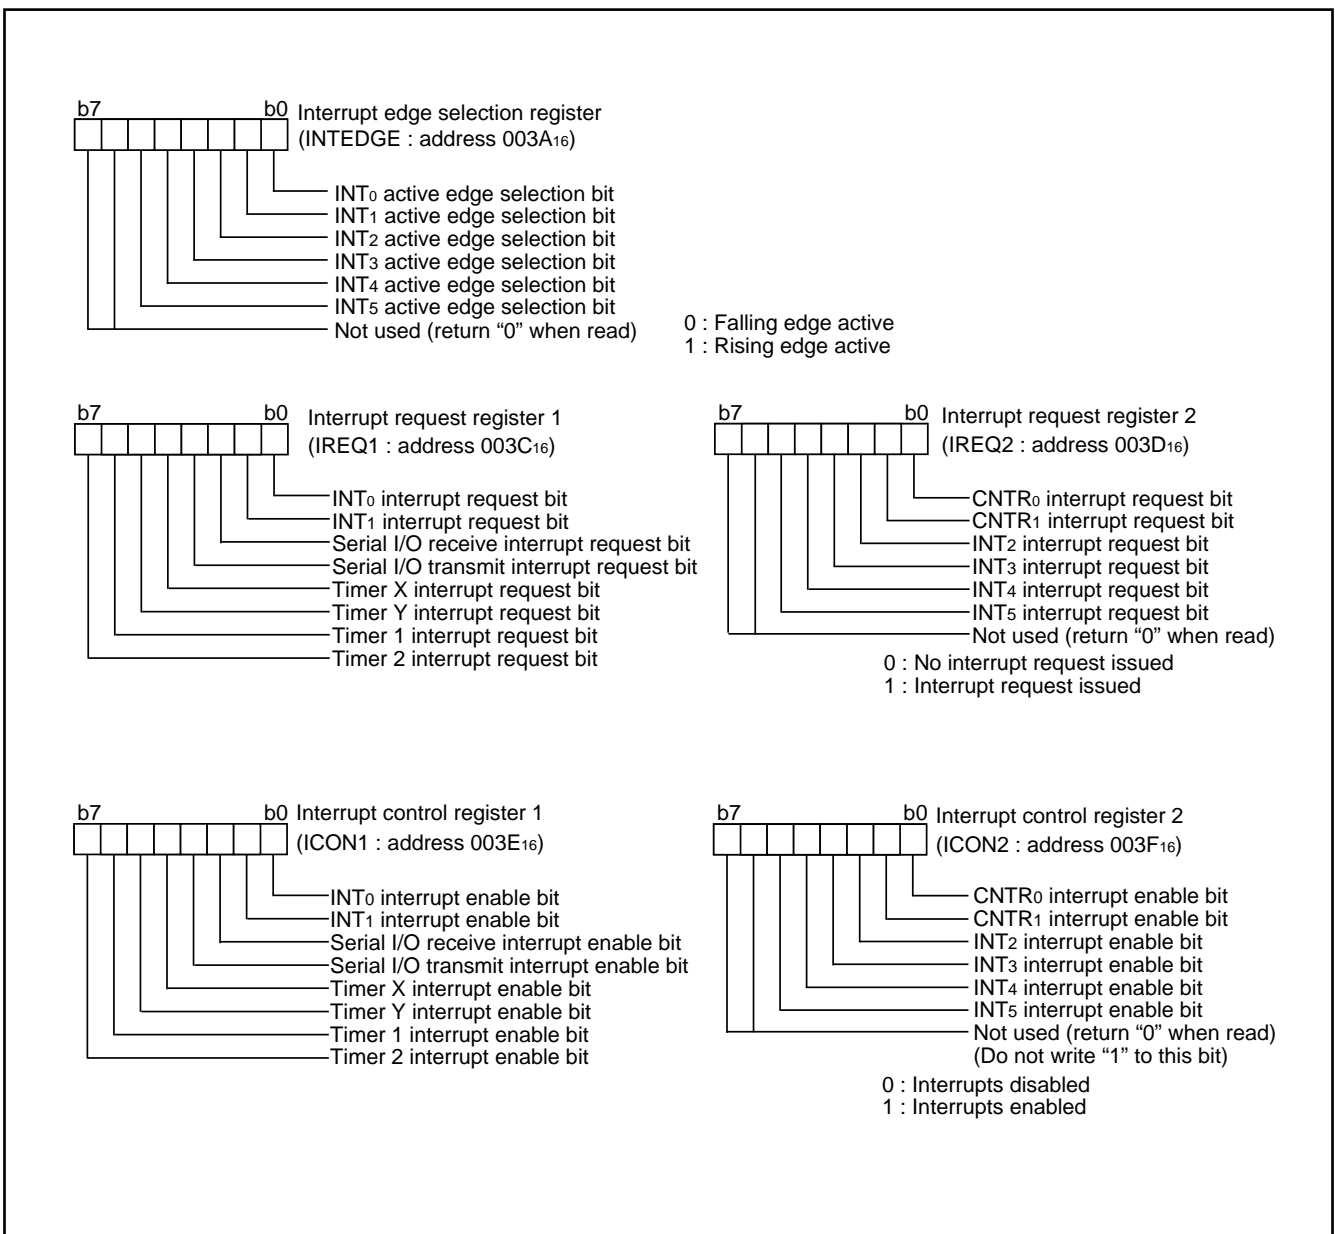 b7 b0 Interrupt edge selection register
(INTEDGE : address 003A16)
INT0 active edge selection bit
INT1 active edge selection bit
INT2 active edge selection bit
INT3 active edge selection bit
INT4 active edge selection bit
INT5 active edge selection bit
Not used (return “0” when read)
0 : Falling edge active
1 : Rising edge active
b7 b0 Interrupt request register 1
(IREQ1 : address 003C16)
INT0 interrupt request bit
INT1 interrupt request bit
Serial I/O receive interrupt request bit
Serial I/O transmit interrupt request bit
Timer X interrupt request bit
Timer Y interrupt request bit
Timer 1 interrupt request bit
Timer 2 interrupt request bit
b7 b0 Interrupt request register 2
(IREQ2 : address 003D16)
CNTR0 interrupt request bit
CNTR1 interrupt request bit
INT2 interrupt request bit
INT3 interrupt request bit
INT4 interrupt request bit
INT5 interrupt request bit
Not used (return “0” when read)
0 : No interrupt request issued
1 : Interrupt request issued
b7 b0 Interrupt control register 1
(ICON1 : address 003E16)
INT0 interrupt enable bit
INT1 interrupt enable bit
Serial I/O receive interrupt enable bit
Serial I/O transmit interrupt enable bit
Timer X interrupt enable bit
Timer Y interrupt enable bit
Timer 1 interrupt enable bit
Timer 2 interrupt enable bit
b7 b0 Interrupt control register 2
(ICON2 : address 003F16)
CNTR0 interrupt enable bit
CNTR1 interrupt enable bit
INT2 interrupt enable bit
INT3 interrupt enable bit
INT4 interrupt enable bit
INT5 interrupt enable bit
Not used (return “0” when read)
(Do not write “1” to this bit)
0 : Interrupts disabled
1 : Interrupts enabled